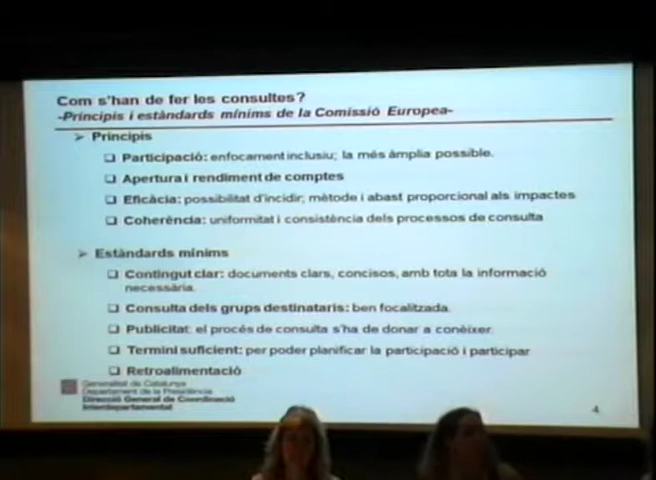 Com s'han de fer les consultes?
-Principis i estàndards mínims de la Comissió Europea-
Principis
Participació: enfocament inclusiu; la més àmplia possible.
Apertura i rendiment de comptes
Eficàcia: possibilitat d'incidir; mètode i abast proporcional als impactes
Coherència: uniformitat i consistència dels processos de consulta
Estàndards mínims
Contingut clar: documents clars, concisos, amb tota la informació
necessària.
Consulta dels grups destinataris: ben focalitzada.
Publicitat: el procés de consulta s'ha de donar a conèixer.
Termini suficient: per poder planificar la participació i participar
Retroalimentació
Generalitat de Catalunya
Departament de la Presidència
Direcció General de Coordinació
Interdepartamental
4